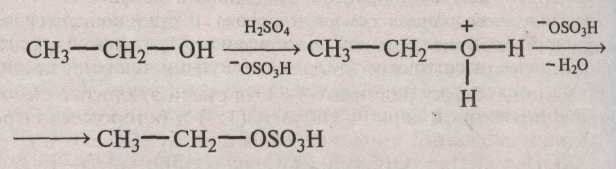 CH₃—CH₂—OH  H₂SO₄ / ⁻OSO₃H →  CH₃—CH₂—O⁺—H  ⁻OSO₃H / −H₂O →
H
→ CH₃—CH₂—OSO₃H